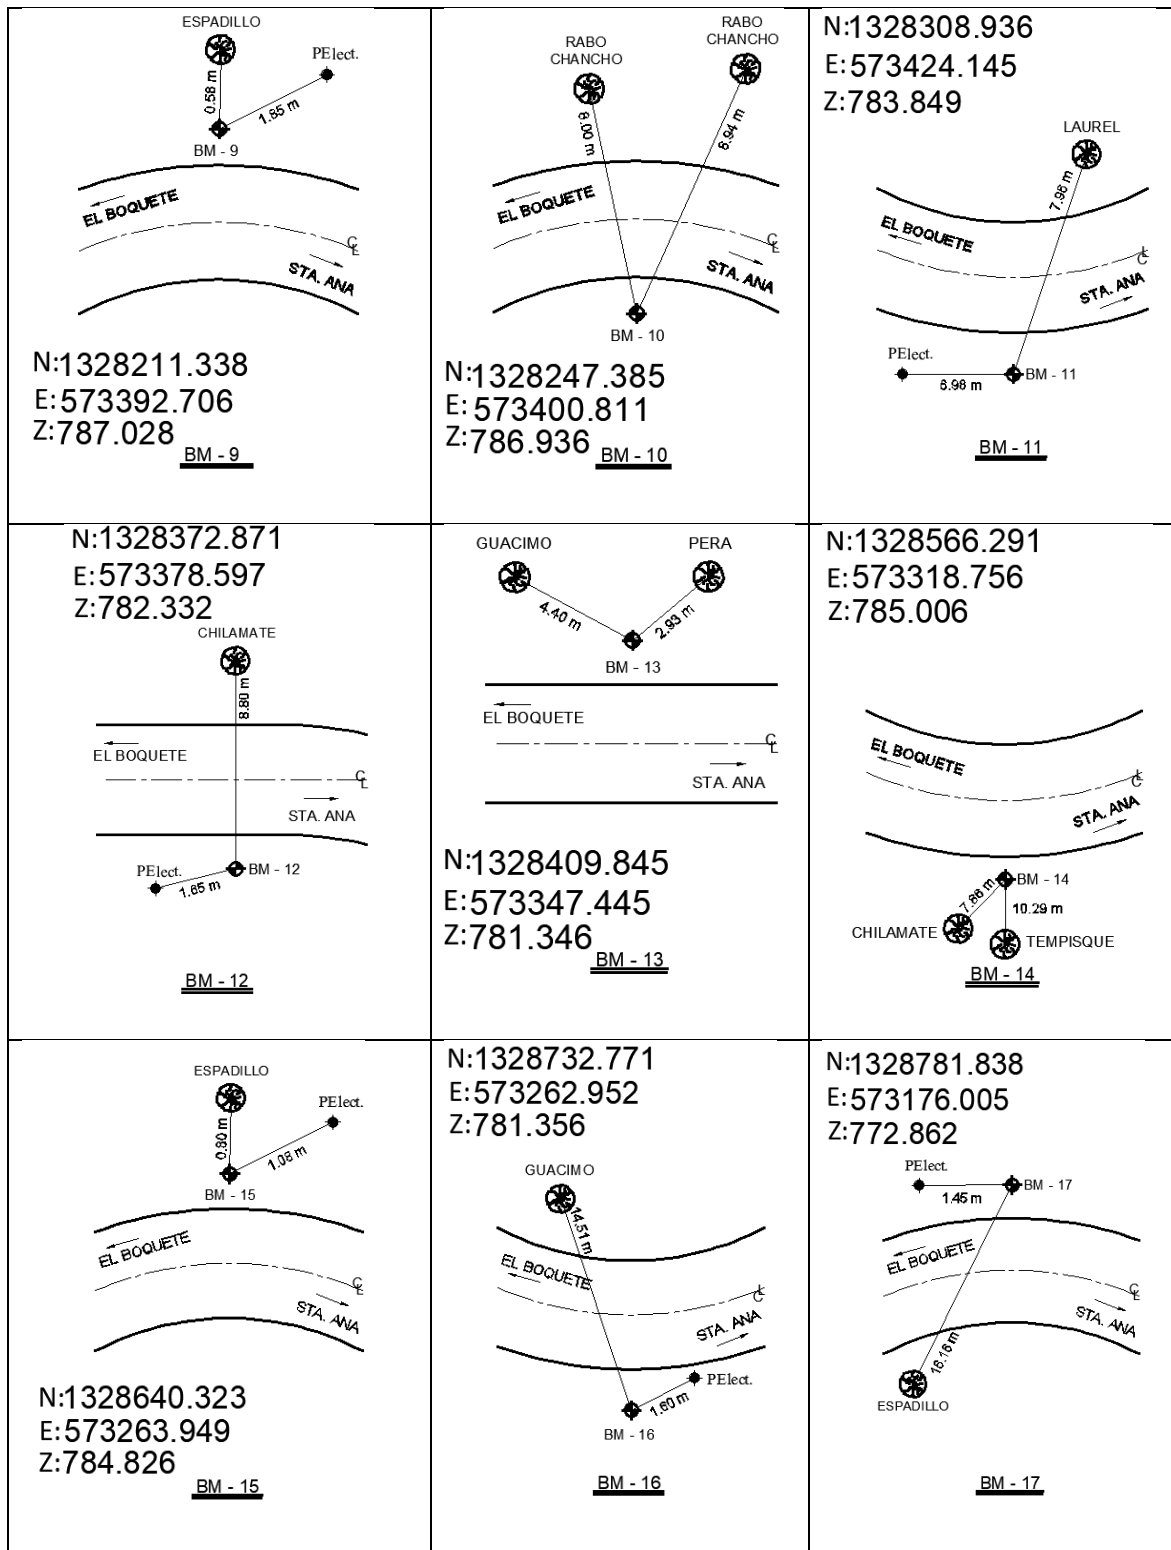 ESPADILLO
PElect.
0.58 m
1.85 m
BM - 9
EL BOQUETE
C
L
STA. ANA
N:1328211.338
E:573392.706
Z:787.028
BM - 9
RABO
CHANCHO
RABO
CHANCHO
8.94 m
BM - 10
EL BOQUETE
C
L
STA. ANA
N:1328247.385
E:573400.811
Z:786.936
BM - 10
N:1328308.936
E:573424.145
Z:783.849
LAUREL
7.98 m
EL BOQUETE
C
L
STA. ANA
PElect.
BM - 11
BM - 11
N:1328372.871
E:573378.597
Z:782.332
CHILAMATE
8.80 m
EL BOQUETE
C
L
STA. ANA
PElect.
1.65 m
BM - 12
BM - 12
GUACIMO
PERA
4.40 m
2.93 m
BM - 13
EL BOQUETE
C
L
STA. ANA
N:1328409.845
E:573347.445
Z:781.346
BM - 13
N:1328566.291
E:573318.756
Z:785.006
EL BOQUETE
C
L
STA. ANA
7.86 m
BM - 14
10.29 m
CHILAMATE
TEMPISQUE
BM - 14
ESPADILLO
PElect.
0.80 m
1.08 m
BM - 15
EL BOQUETE
C
L
STA. ANA
N:1328640.323
E:573263.949
Z:784.826
BM - 15
N:1328732.771
E:573262.952
Z:781.356
GUACIMO
14.51 m
EL BOQUETE
C
L
STA. ANA
PElect.
1.60 m
BM - 16
BM - 16
N:1328781.838
E:573176.005
Z:772.862
PElect.
1.45 m
BM - 17
EL BOQUETE
C
L
STA. ANA
16.16 m
ESPADILLO
BM - 17